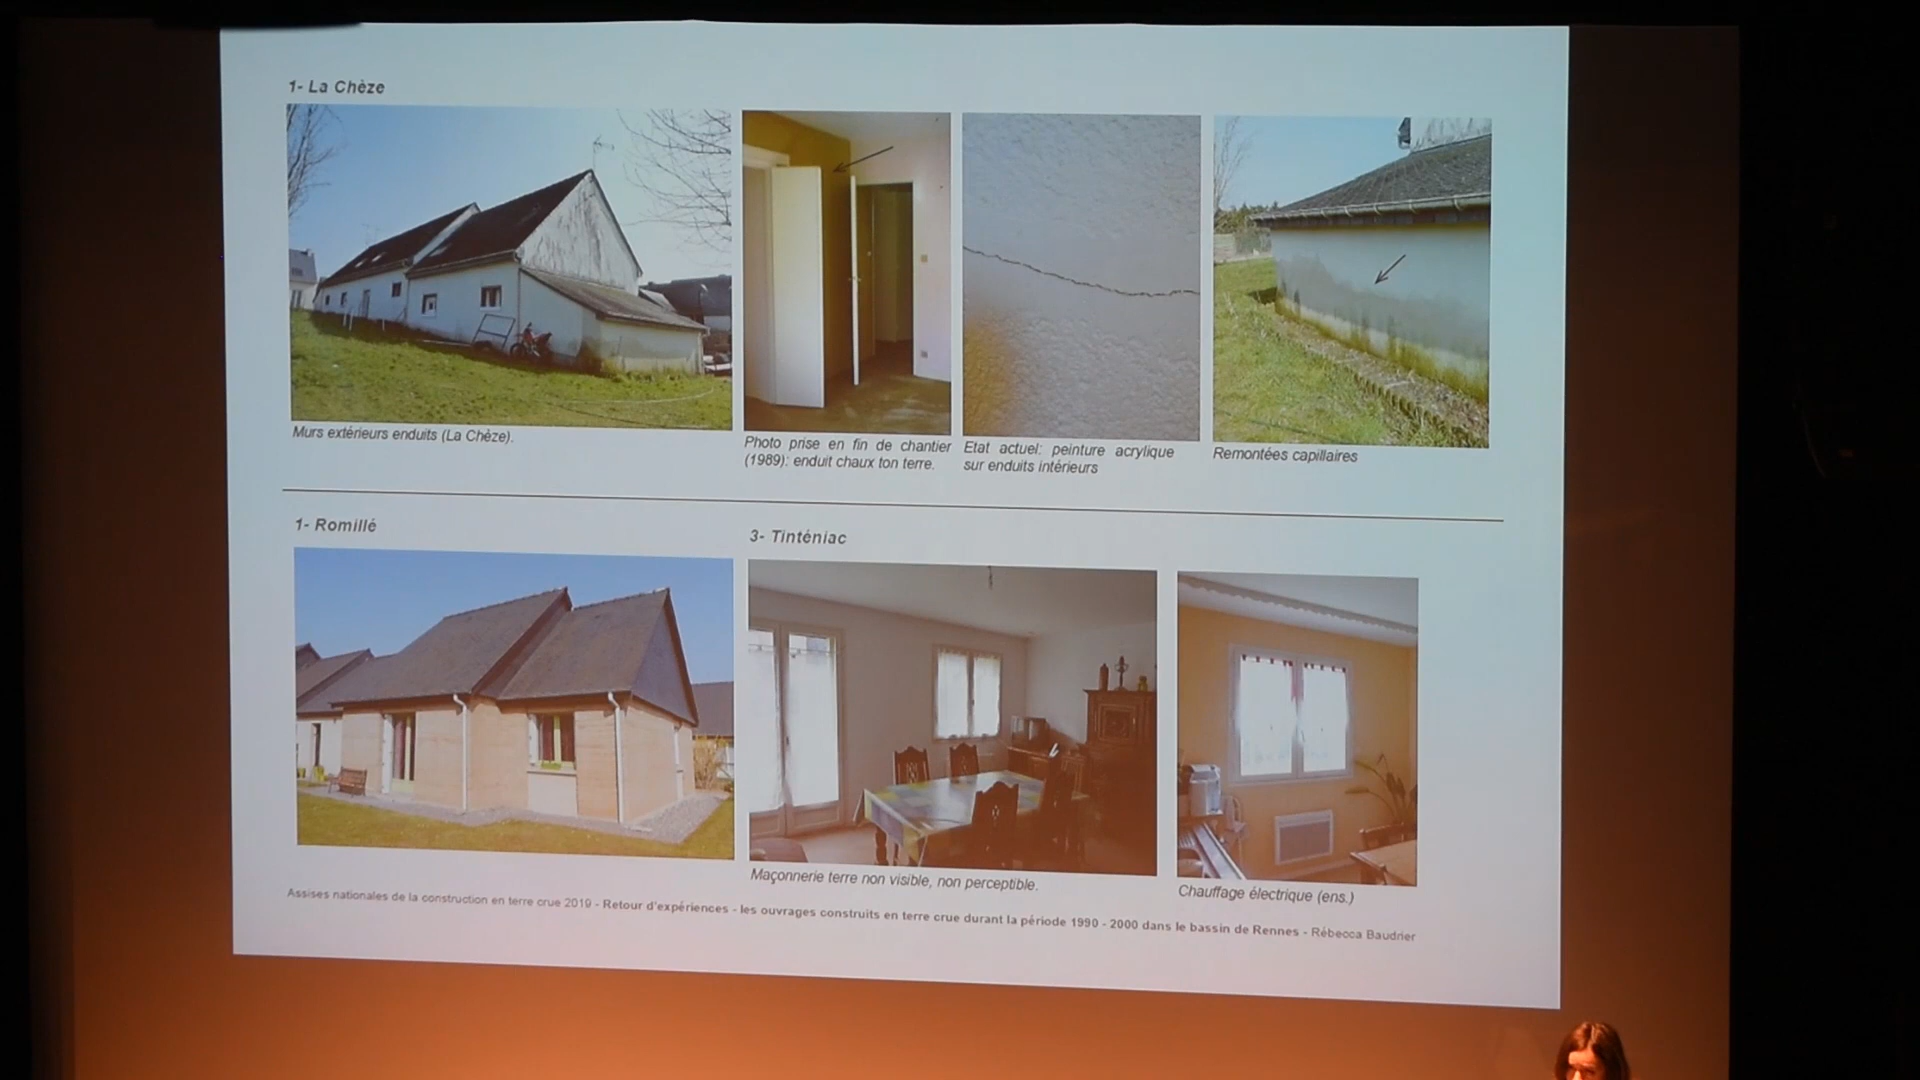 1- La Chèze
Murs extérieurs enduits (La Chèze).
Photo prise en fin de chantier
(1989): enduit chaux ton terre.
Etat actuel: peinture acrylique
sur enduits intérieurs
Remontées capillaires
1- Romillé
3- Tinténiac
Maçonnerie terre non visible, non perceptible.
Chauffage électrique (ens.)
Assises nationales de la construction en terre crue 2019 - Retour d'expériences - les ouvrages construits en terre crue durant la période 1990 - 2000 dans le bassin de Rennes - Rébecca Baudrier